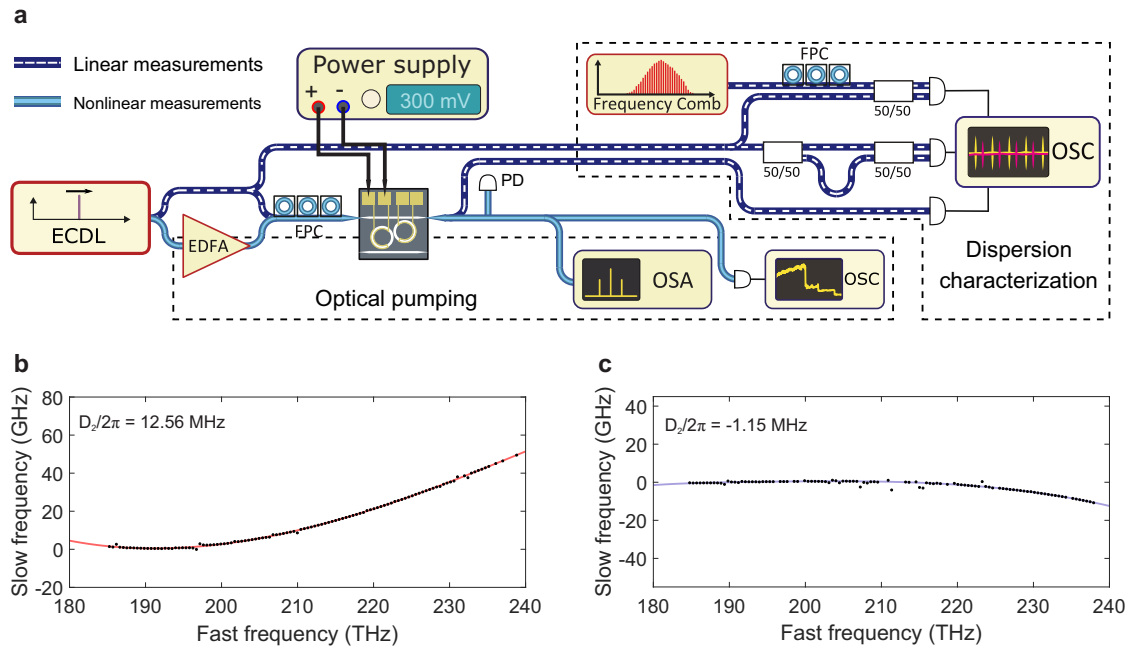 a
Linear measurements
Nonlinear measurements
Power supply
+ -
300 mV
Frequency Comb
FPC
50/50
50/50
50/50
OSC
ECDL
EDFA
FPC
PD
Optical pumping
OSA
OSC
Dispersion
characterization
b
D₂/2π = 12.56 MHz
Slow frequency (GHz)
80
60
40
20
0
-20
180 190 200 210 220 230 240
Fast frequency (THz)
c
D₂/2π = -1.15 MHz
Slow frequency (GHz)
40
20
0
-20
-40
180 190 200 210 220 230 240
Fast frequency (THz)